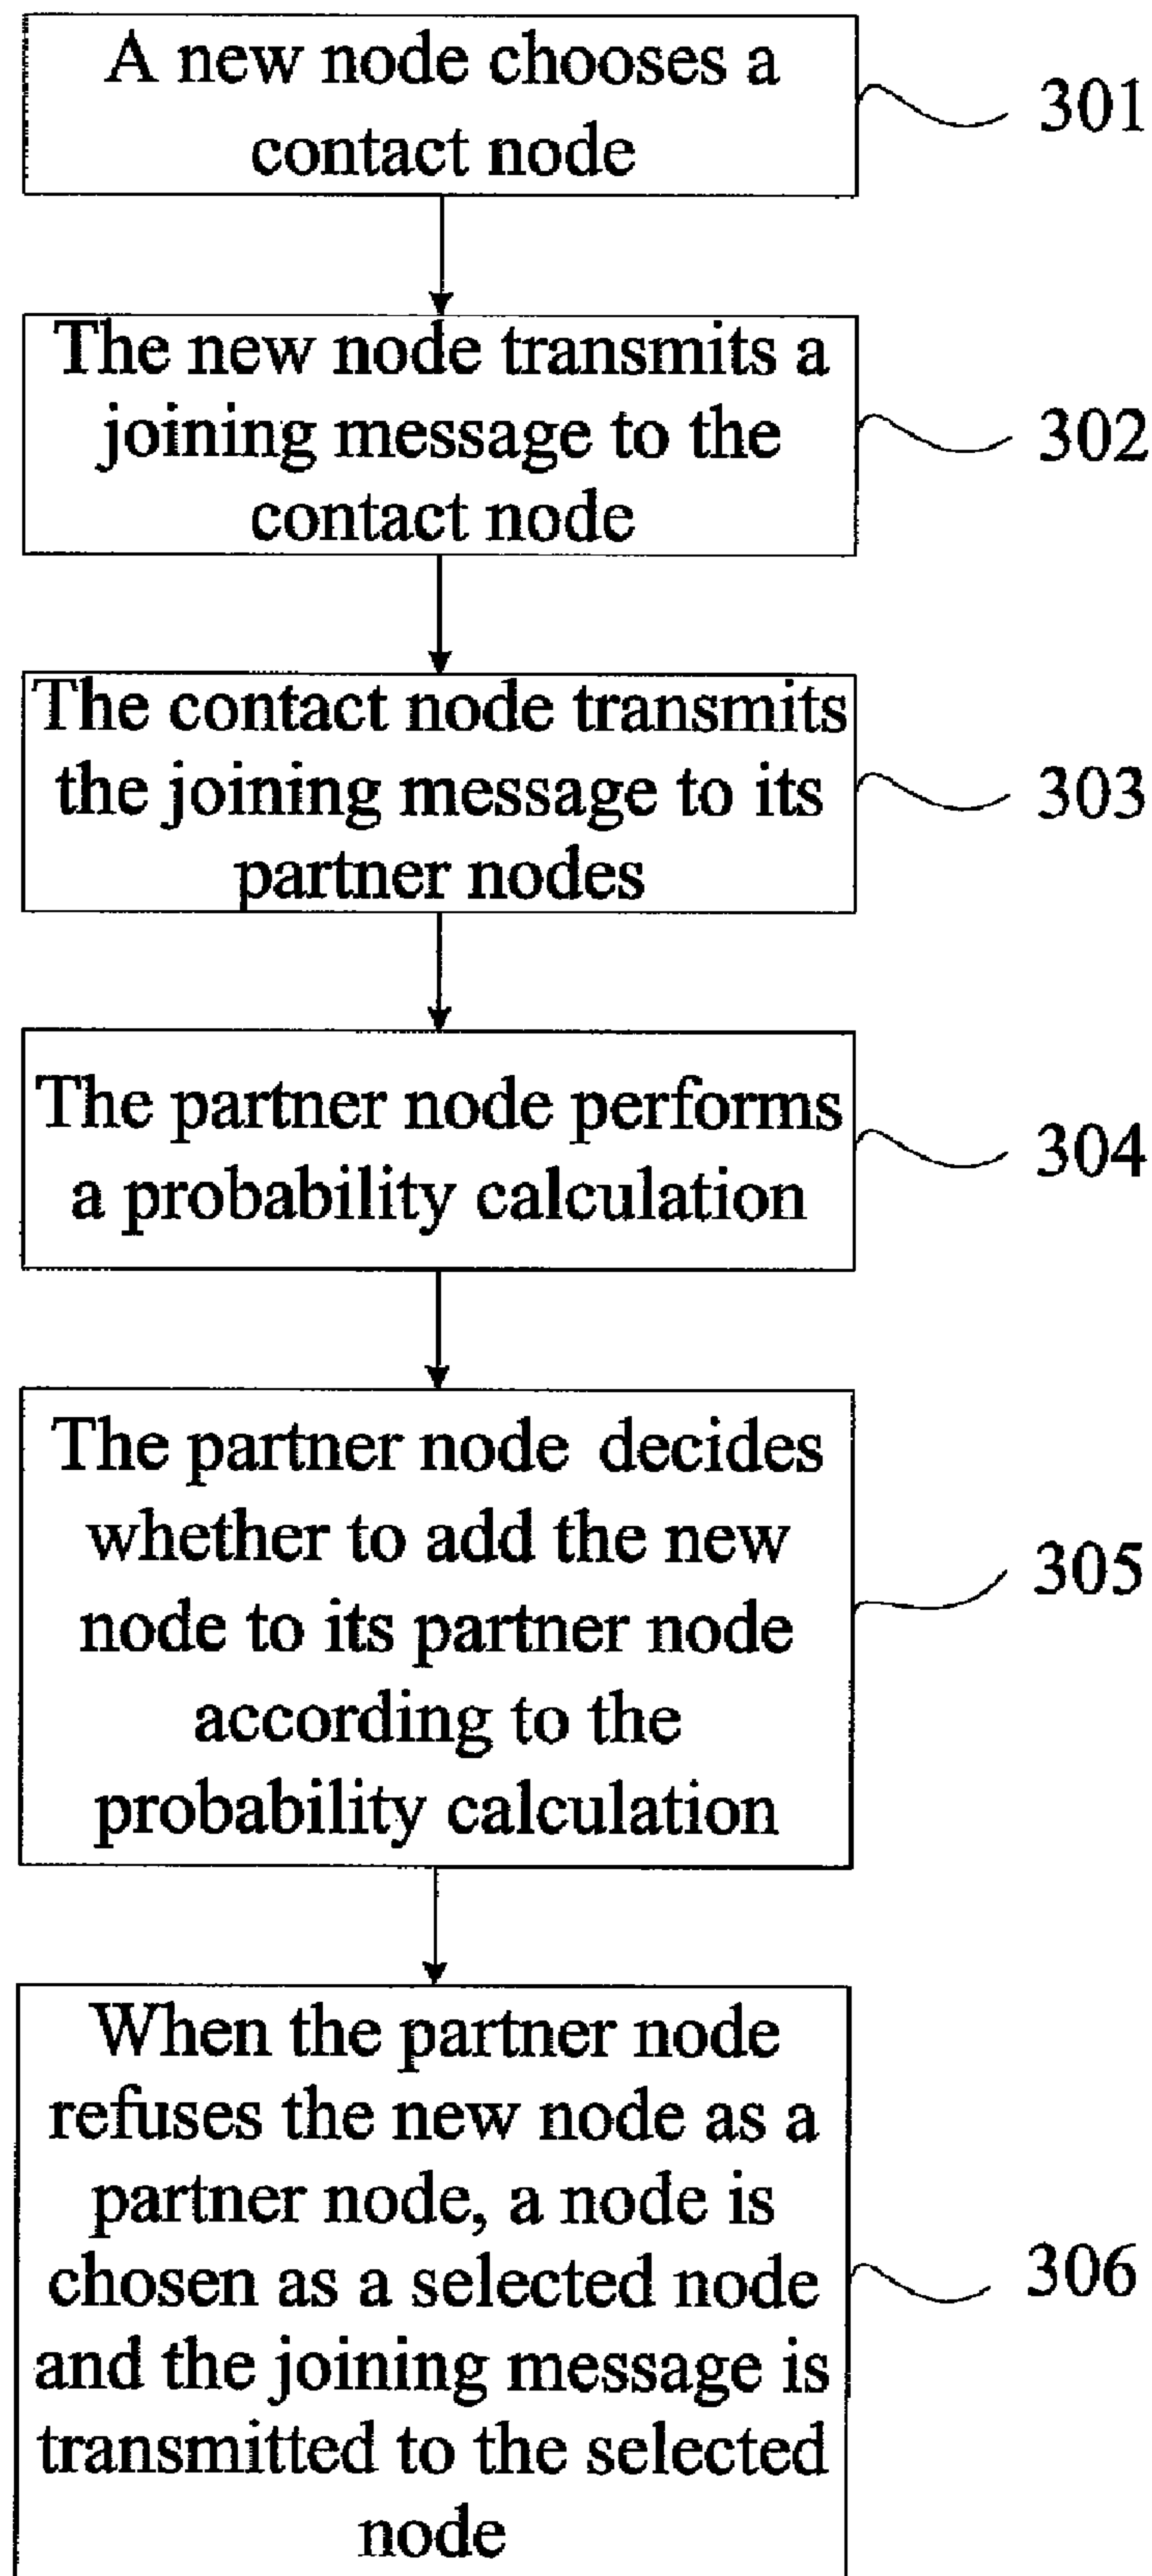 A new node chooses a
contact node
301
The new node transmits a
joining message to the
contact node
302
The contact node transmits
the joining message to its
partner nodes
303
The partner node performs
a probability calculation
304
The partner node decides
whether to add the new
node to its partner node
according to the
probability calculation
305
When the partner node
refuses the new node as a
partner node, a node is
chosen as a selected node
and the joining message is
transmitted to the selected
node
306